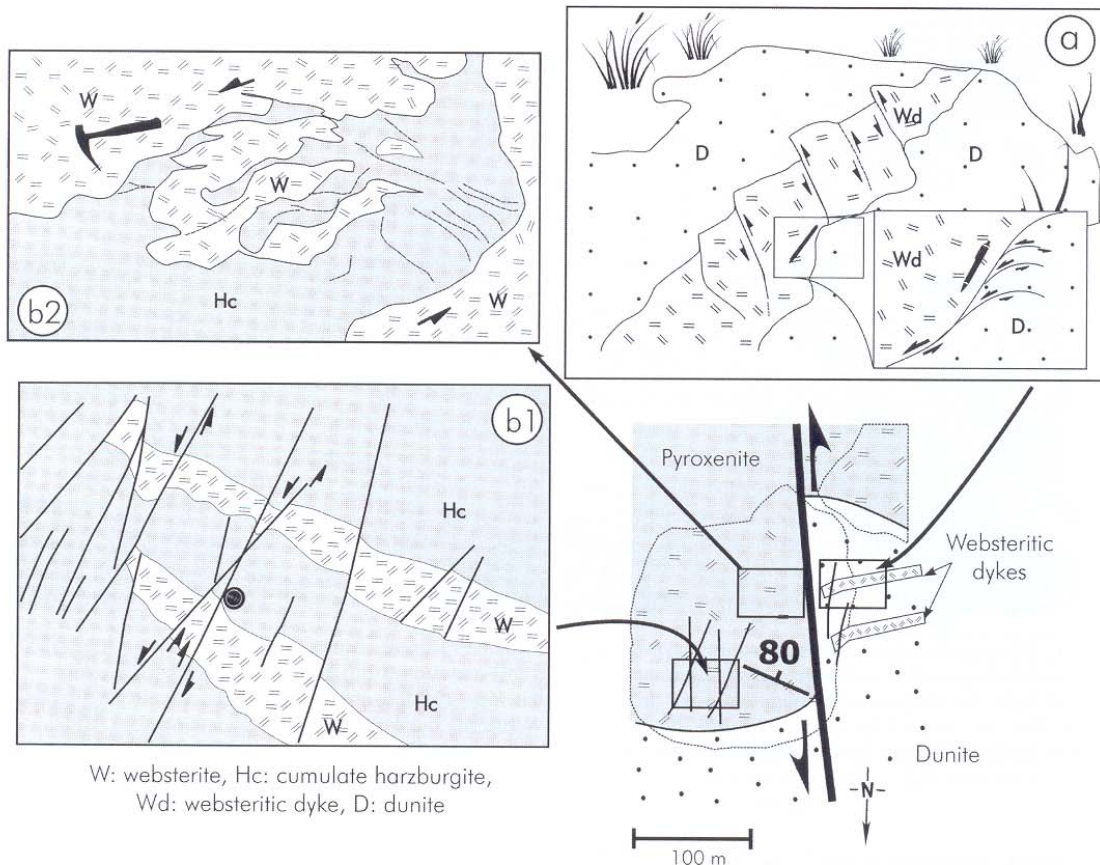 a
W
Wd
D
D
W
Wd
D
Hc
W
b2
b1
Hc
W
Hc
W
Pyroxenite
Websteritic
dykes
80
Dunite
-N-
100 m
W: websterite, Hc: cumulate harzburgite,
Wd: websteritic dyke, D: dunite